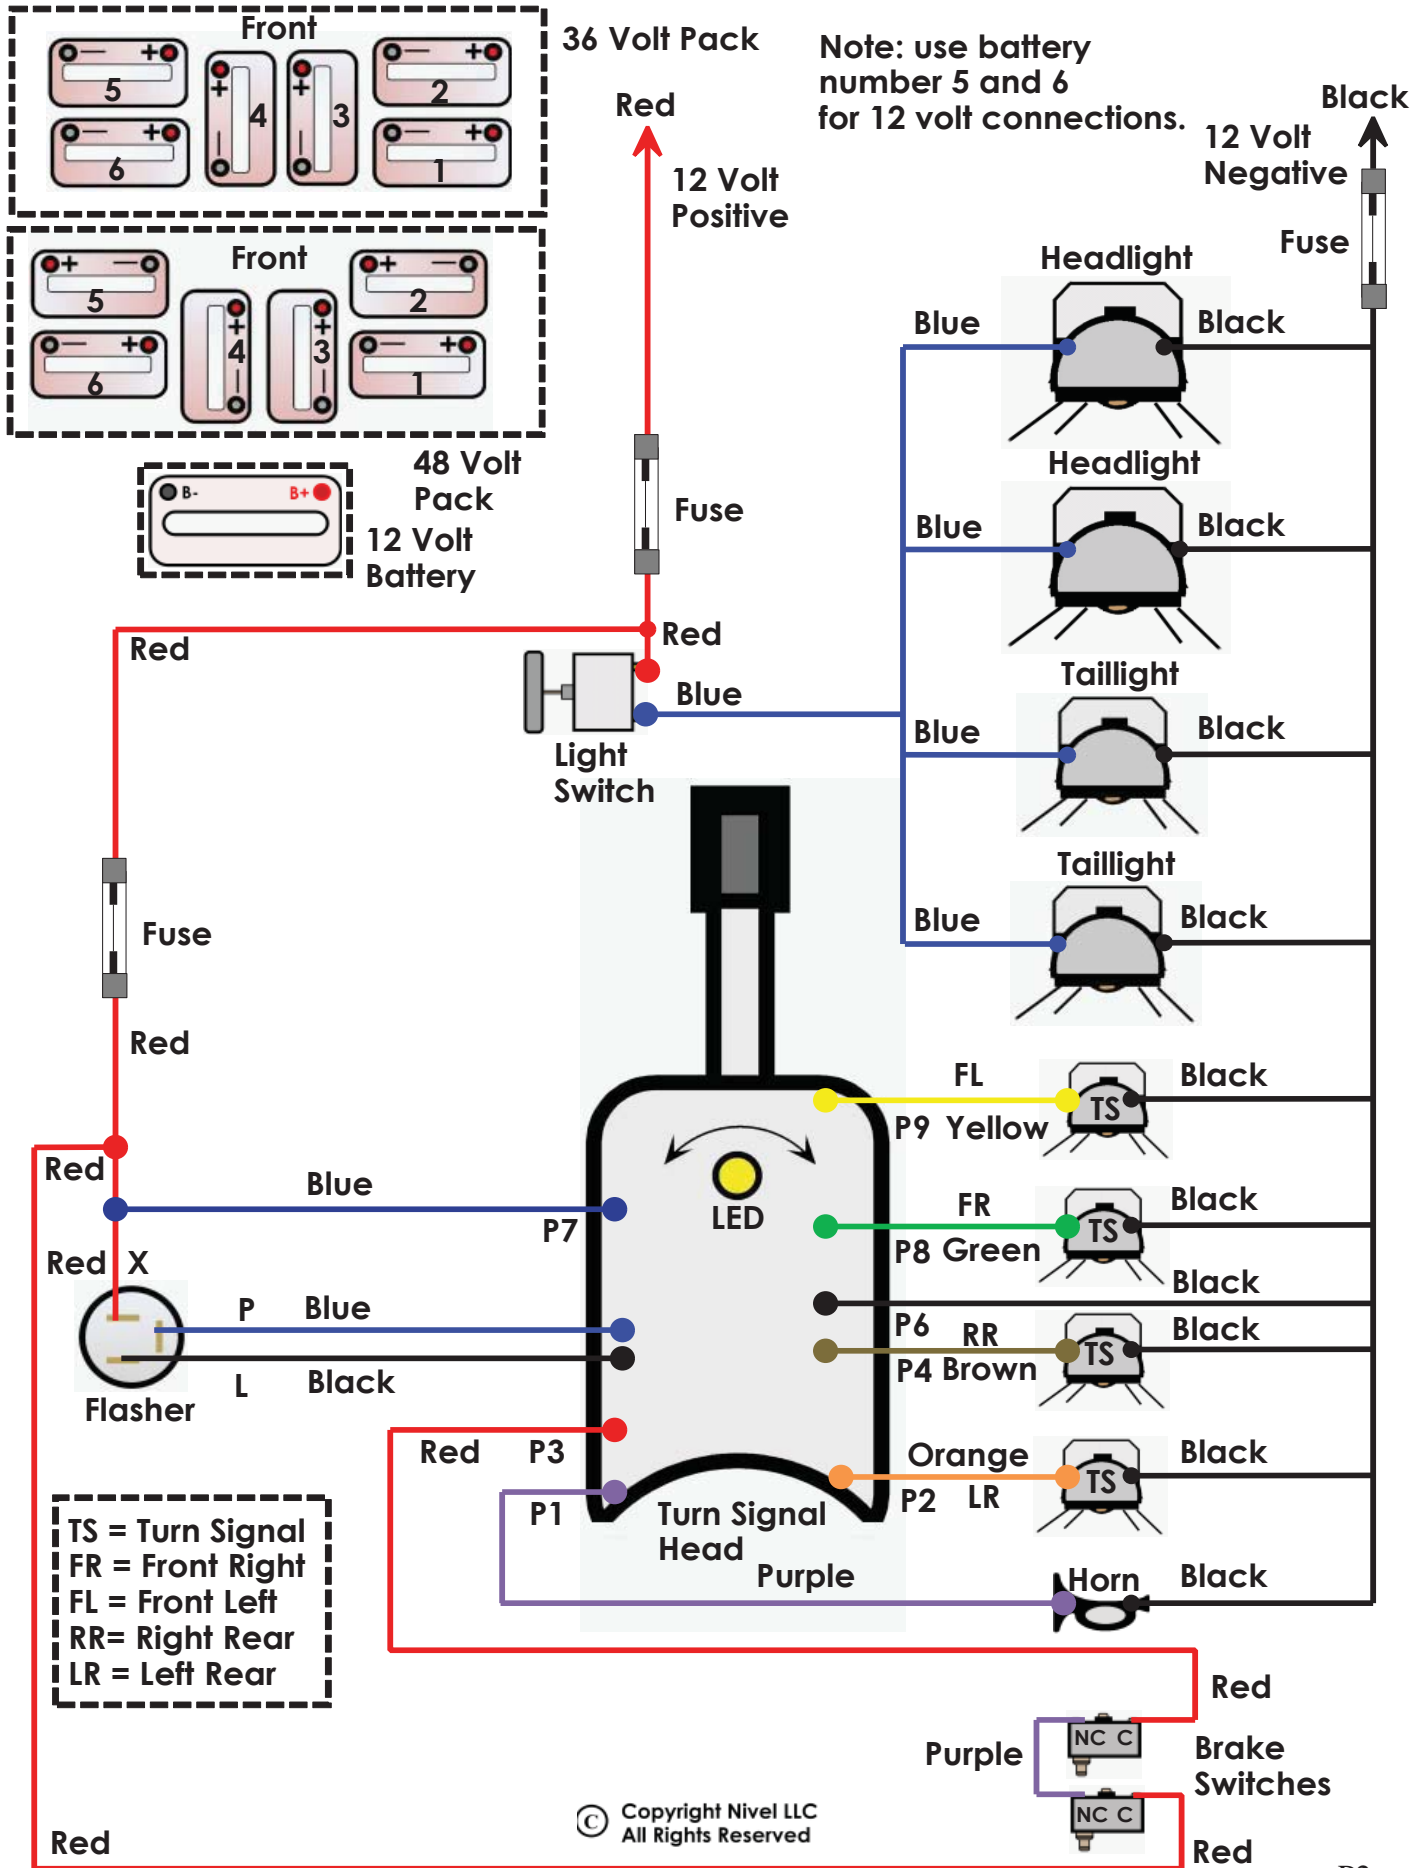 Front
36 Volt Pack
5
4
3
2
6
1
Note: use battery
number 5 and 6
for 12 volt connections.
Red
12 Volt
Positive
Black
12 Volt
Negative
Fuse
Front
5
4
3
2
6
1
48 Volt
Pack
B-
B+
12 Volt
Battery
Fuse
Headlight
Blue
Black
Headlight
Blue
Black
Red
Red
Blue
Light
Switch
Taillight
Blue
Black
Taillight
Blue
Black
Fuse
Red
FL
P9 Yellow
TS
Black
Red
Blue
P7
LED
FR
P8 Green
TS
Black
Red X
P Blue
L Black
Flasher
Black
P6
RR
P4 Brown
TS
Black
Red P3
P1
Orange
P2 LR
TS
Black
Turn Signal
Head
Purple
Horn
Black
TS = Turn Signal
FR = Front Right
FL = Front Left
RR= Right Rear
LR = Left Rear
Red
NC C
Purple
Brake
Switches
NC C
© Copyright Nivel LLC
All Rights Reserved
Red
Red